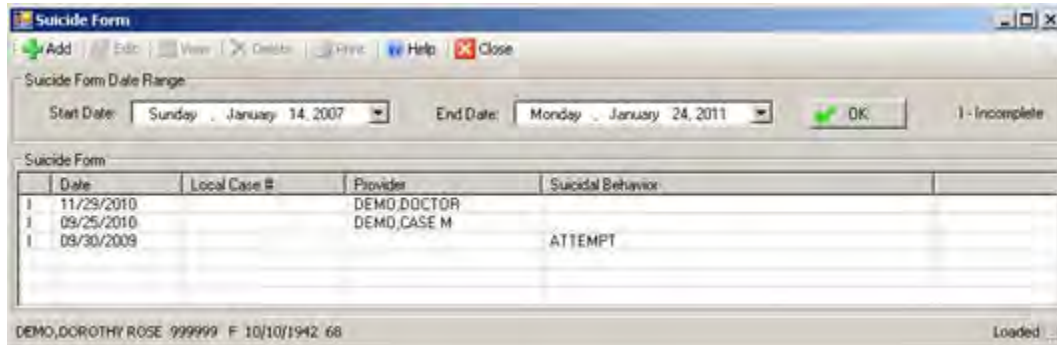 Suicide Form
Add Edit View Delete Print Help Close
Suicide Form Date Range
Start Date: Sunday , January 14, 2007 End Date: Monday , January 24, 2011 OK I - Incomplete
Suicide Form
Date Local Case # Provider Suicidal Behavior
I 11/29/2010 DEMO,DOCTOR
I 09/25/2010 DEMO,CASE M
I 09/30/2009 ATTEMPT
DEMO,DOROTHY ROSE 999999 F 10/10/1942 68 Loaded